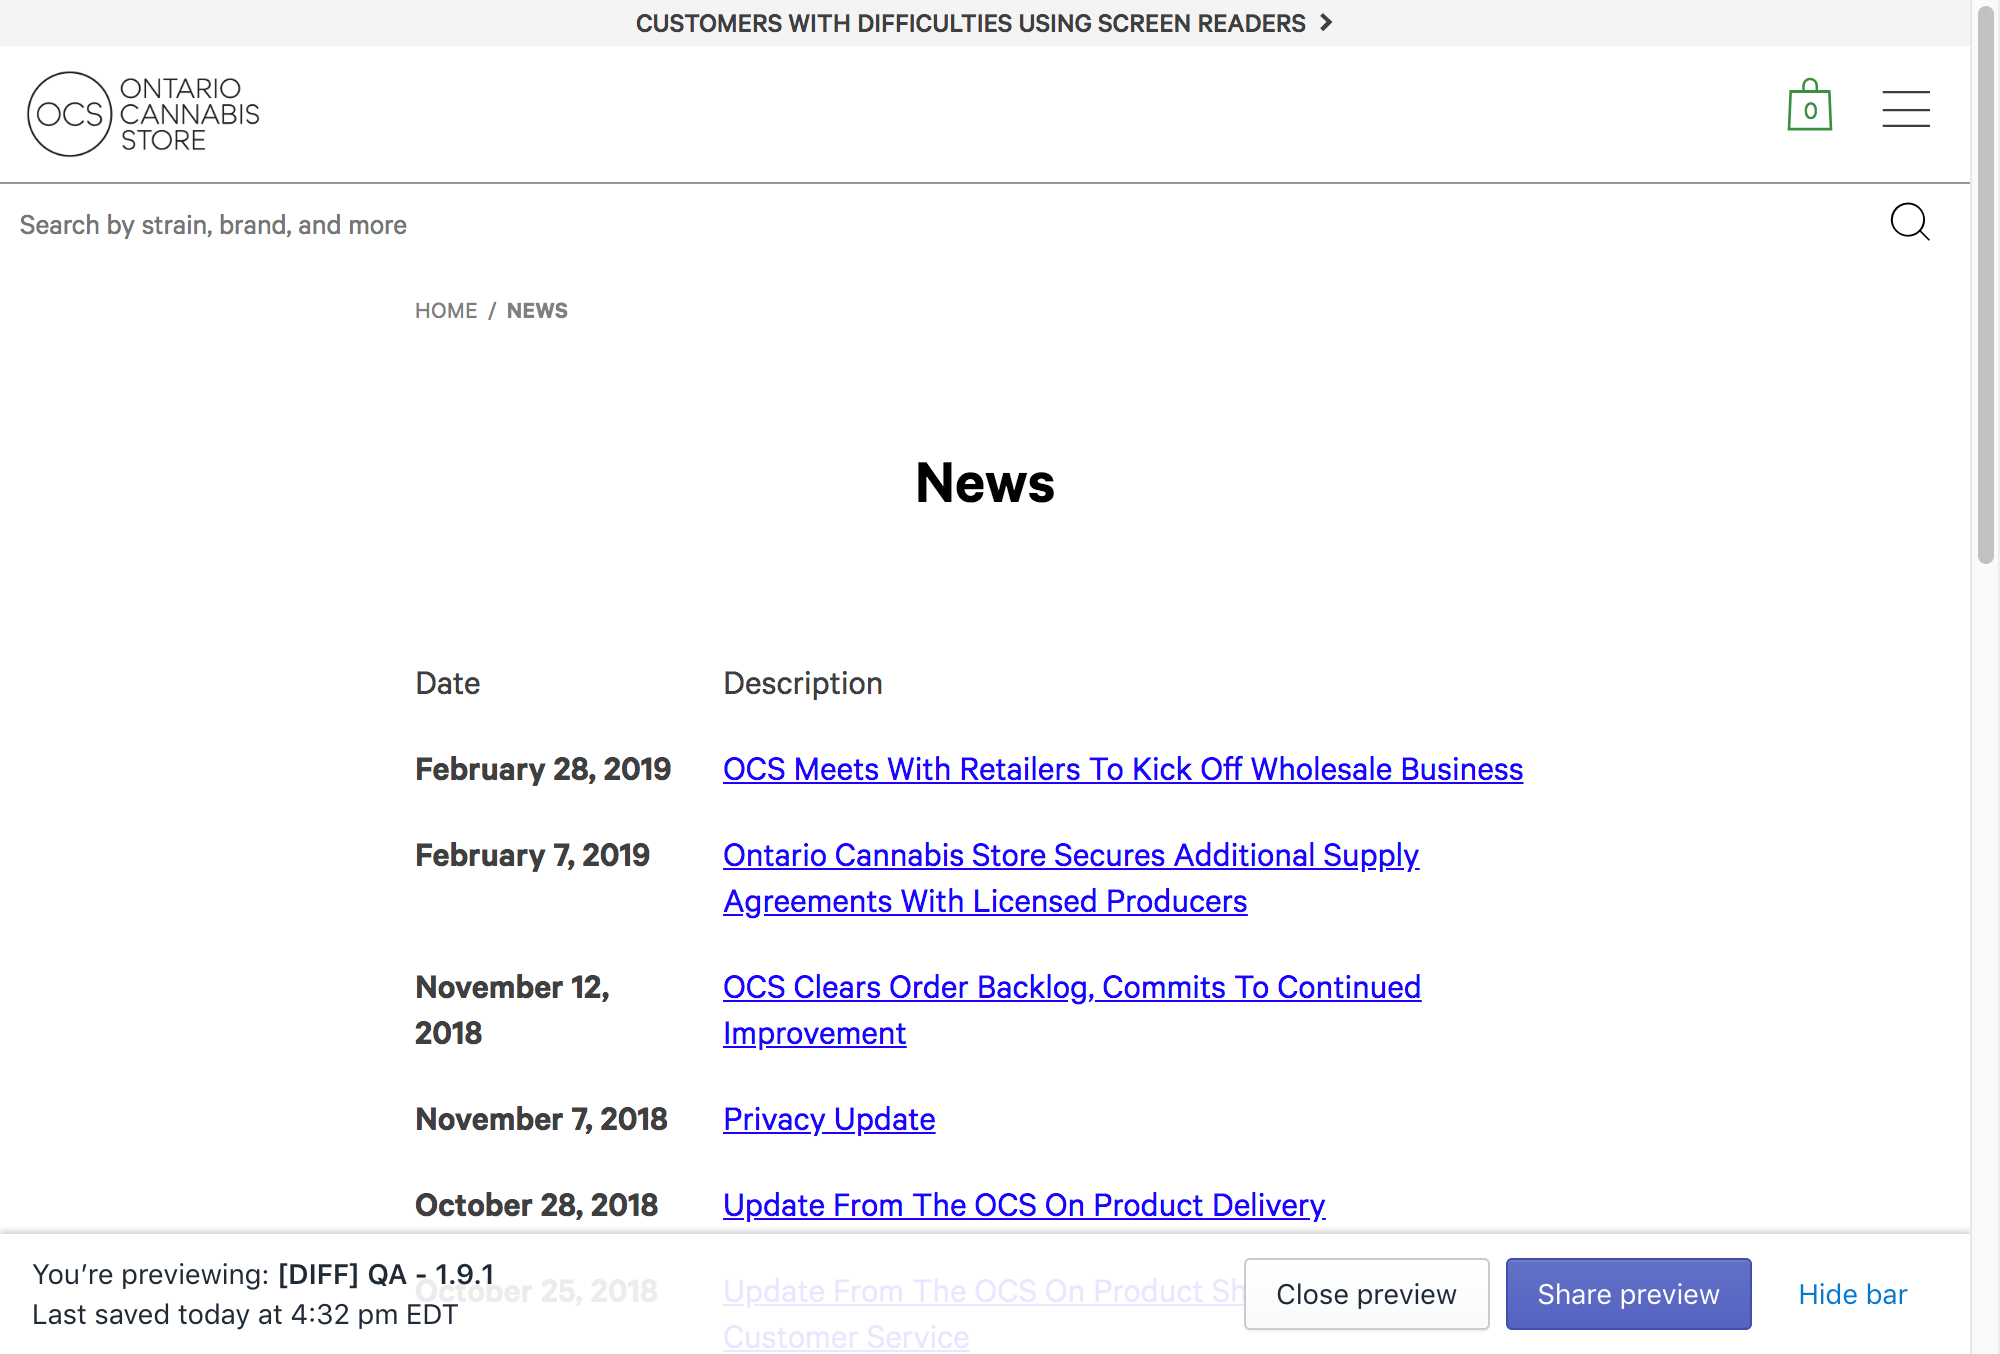 CUSTOMERS WITH DIFFICULTIES USING SCREEN READERS
OCS
ONTARIO
CANNABIS
STORE
0
Search by strain, brand, and more
HOME / NEWS
News
Date Description
February 28, 2019 OCS Meets With Retailers To Kick Off Wholesale Business
February 7, 2019 Ontario Cannabis Store Secures Additional Supply
Agreements With Licensed Producers
November 12, OCS Clears Order Backlog, Commits To Continued
2018 Improvement
November 7, 2018 Privacy Update
October 28, 2018 Update From The OCS On Product Delivery
October 25, 2018 Update From The OCS On Product
Customer Service
You're previewing: [DIFF] QA - 1.9.1
Last saved today at 4:32 pm EDT
Close preview
Share preview
Hide bar